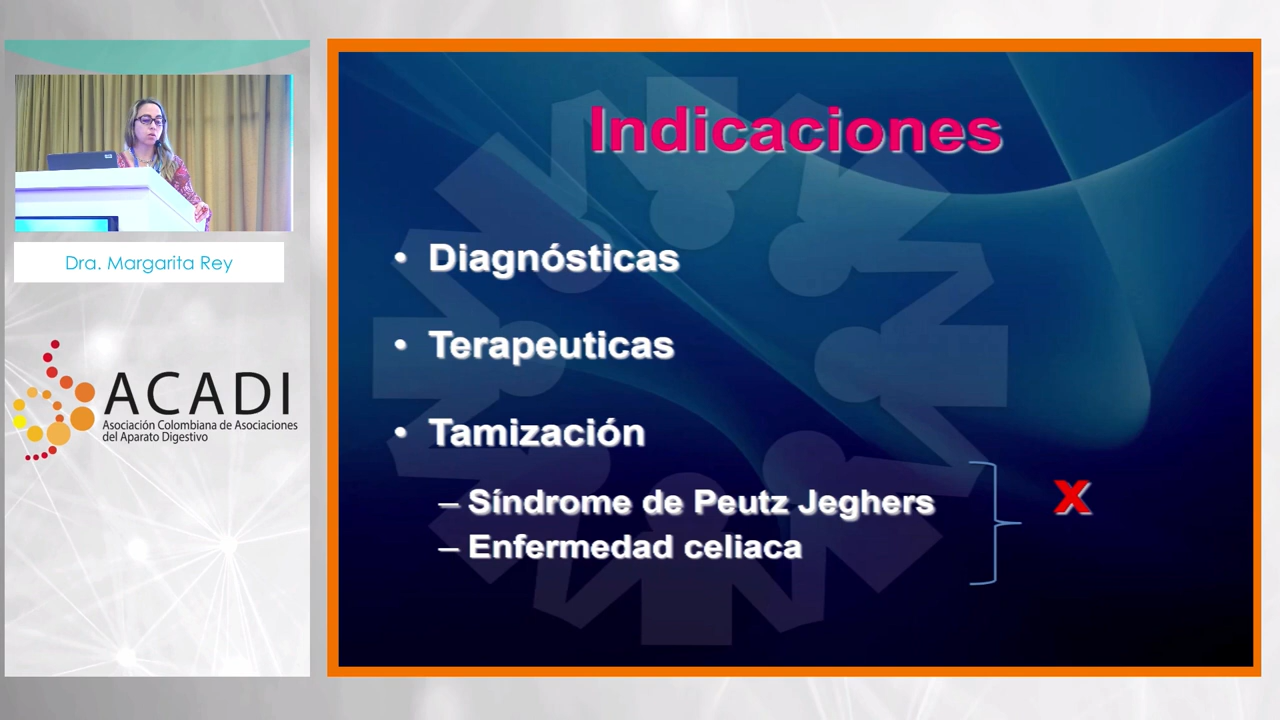 Dra. Margarita Rey
ACADI
Asociación Colombiana de Asociaciones
del Aparato Digestivo
Indicaciones
• Diagnósticas
• Terapeuticas
• Tamización
– Síndrome de Peutz Jeghers
– Enfermedad celiaca
X